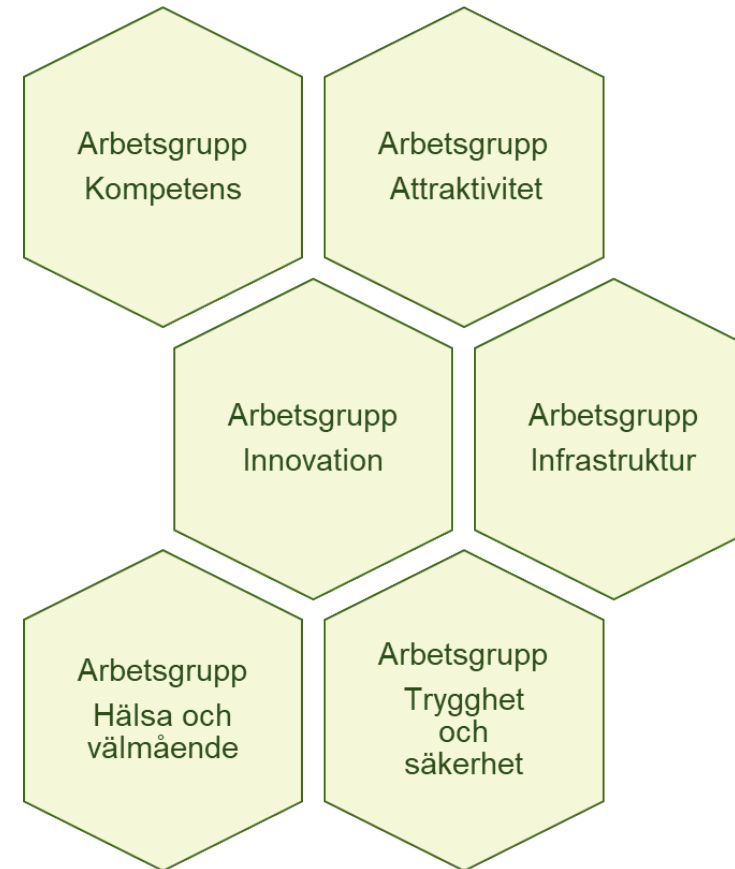 Arbetsgrupp
Kompetens
Arbetsgrupp
Attraktivitet
Arbetsgrupp
Innovation
Arbetsgrupp
Infrastruktur
Arbetsgrupp
Hälsa och
välmående
Arbetsgrupp
Trygghet
och
säkerhet